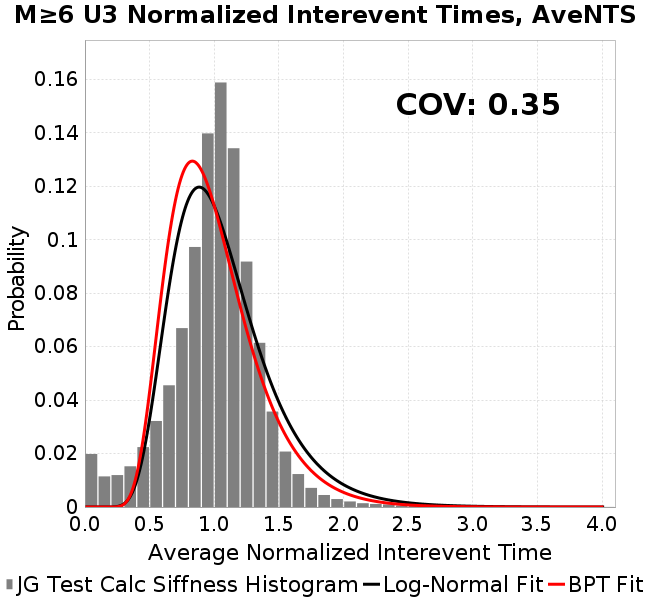 M≥6 U3 Normalized Interevent Times, AveNTS
COV: 0.35
Probability
0.16
0.14
0.12
0.1
0.08
0.06
0.04
0.02
0
0.0 0.5 1.0 1.5 2.0 2.5 3.0 3.5 4.0
Average Normalized Interevent Time
JG Test Calc Siffness Histogram Log-Normal Fit BPT Fit